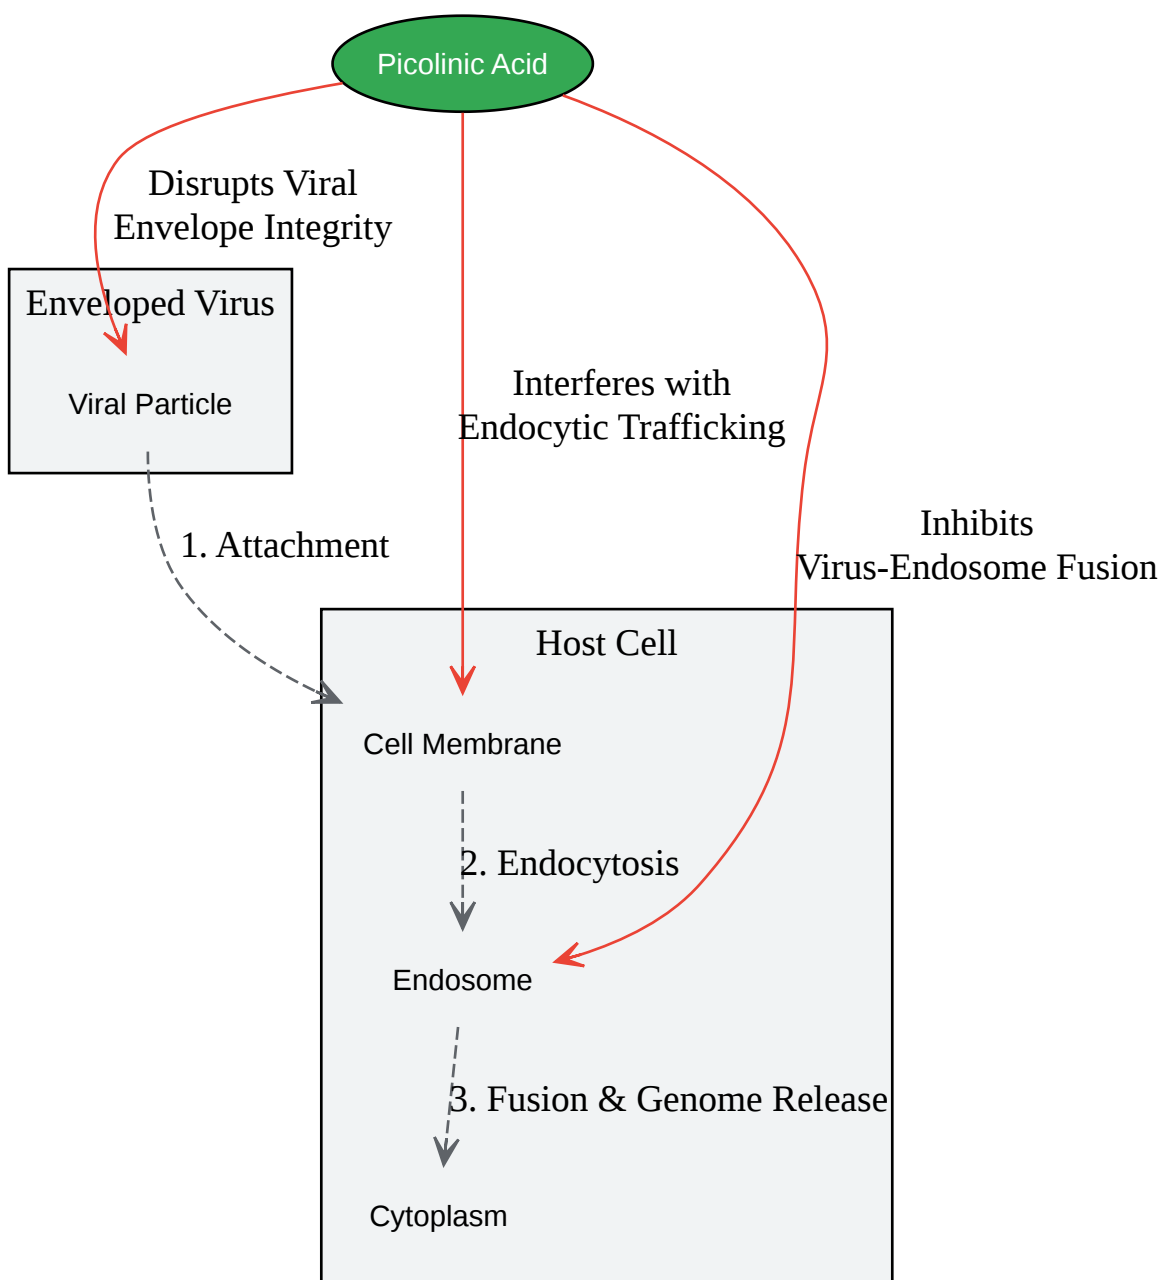 Picolinic Acid
Disrupts Viral
Envelope Integrity
Enveloped Virus
Viral Particle
Interferes with
Endocytic Trafficking
Inhibits
Virus-Endosome Fusion
1. Attachment
Host Cell
Cell Membrane
2. Endocytosis
Endosome
3. Fusion & Genome Release
Cytoplasm